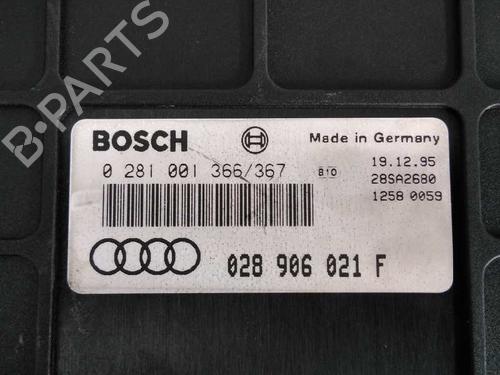 B-PARTS
BOSCH
Made in Germany
0 281 001 366/367 B10 19.12.95
28SA2680
1258 0059
028 906 021 F